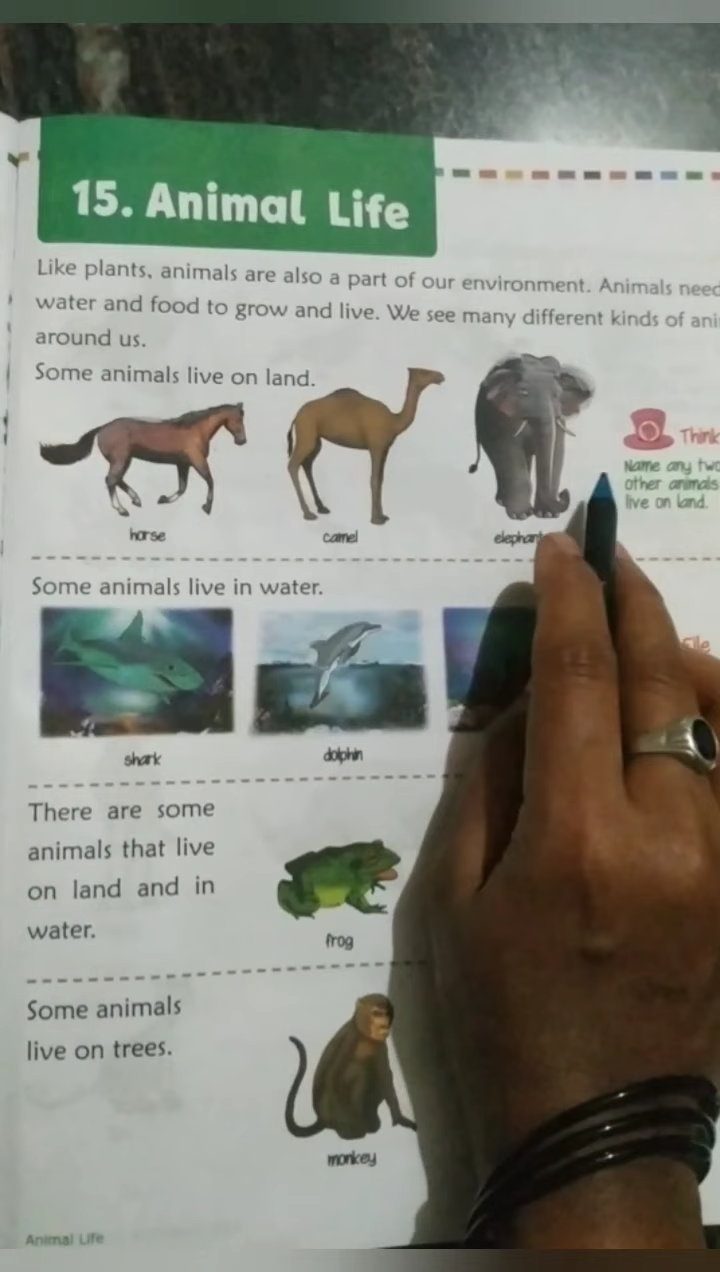 15. Animal Life
Like plants, animals are also a part of our environment. Animals need
water and food to grow and live. We see many different kinds of
around us.
Some animals live on land.
Think
Name any two
other animals
live on land.
horse
camel
elephant
Some animals live in water.
shark
dolphin
There are some
animals that live
on land and in
water.
frog
Some animals
live on trees.
monkey
Animal Life